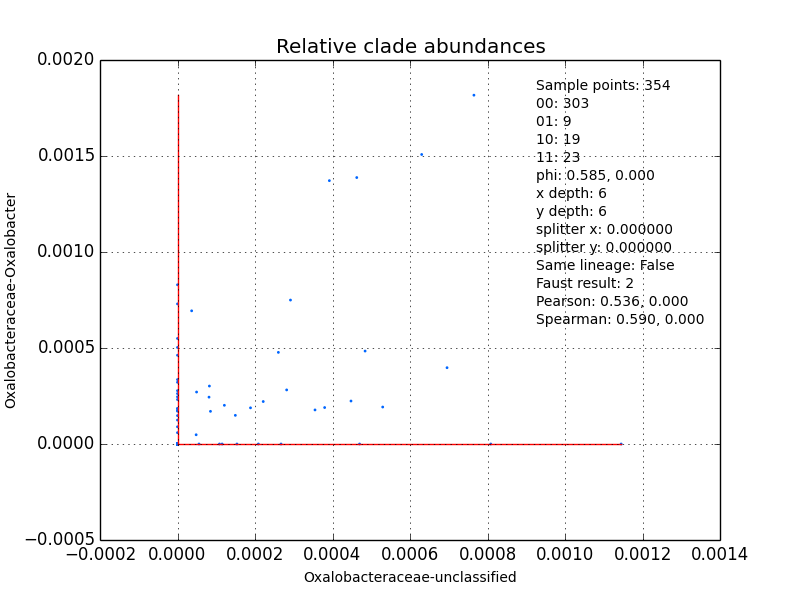 Relative clade abundances
0.0020
0.0015
0.0010
0.0005
0.0000
−0.0005
Oxalobacteraceae-Oxalobacter
Sample points: 354
00: 303
01: 9
10: 19
11: 23
phi: 0.585, 0.000
x depth: 6
y depth: 6
splitter x: 0.000000
splitter y: 0.000000
Same lineage: False
Faust result: 2
Pearson: 0.536, 0.000
Spearman: 0.590, 0.000
−0.0002 0.0000 0.0002 0.0004 0.0006 0.0008 0.0010 0.0012 0.0014
Oxalobacteraceae-unclassified